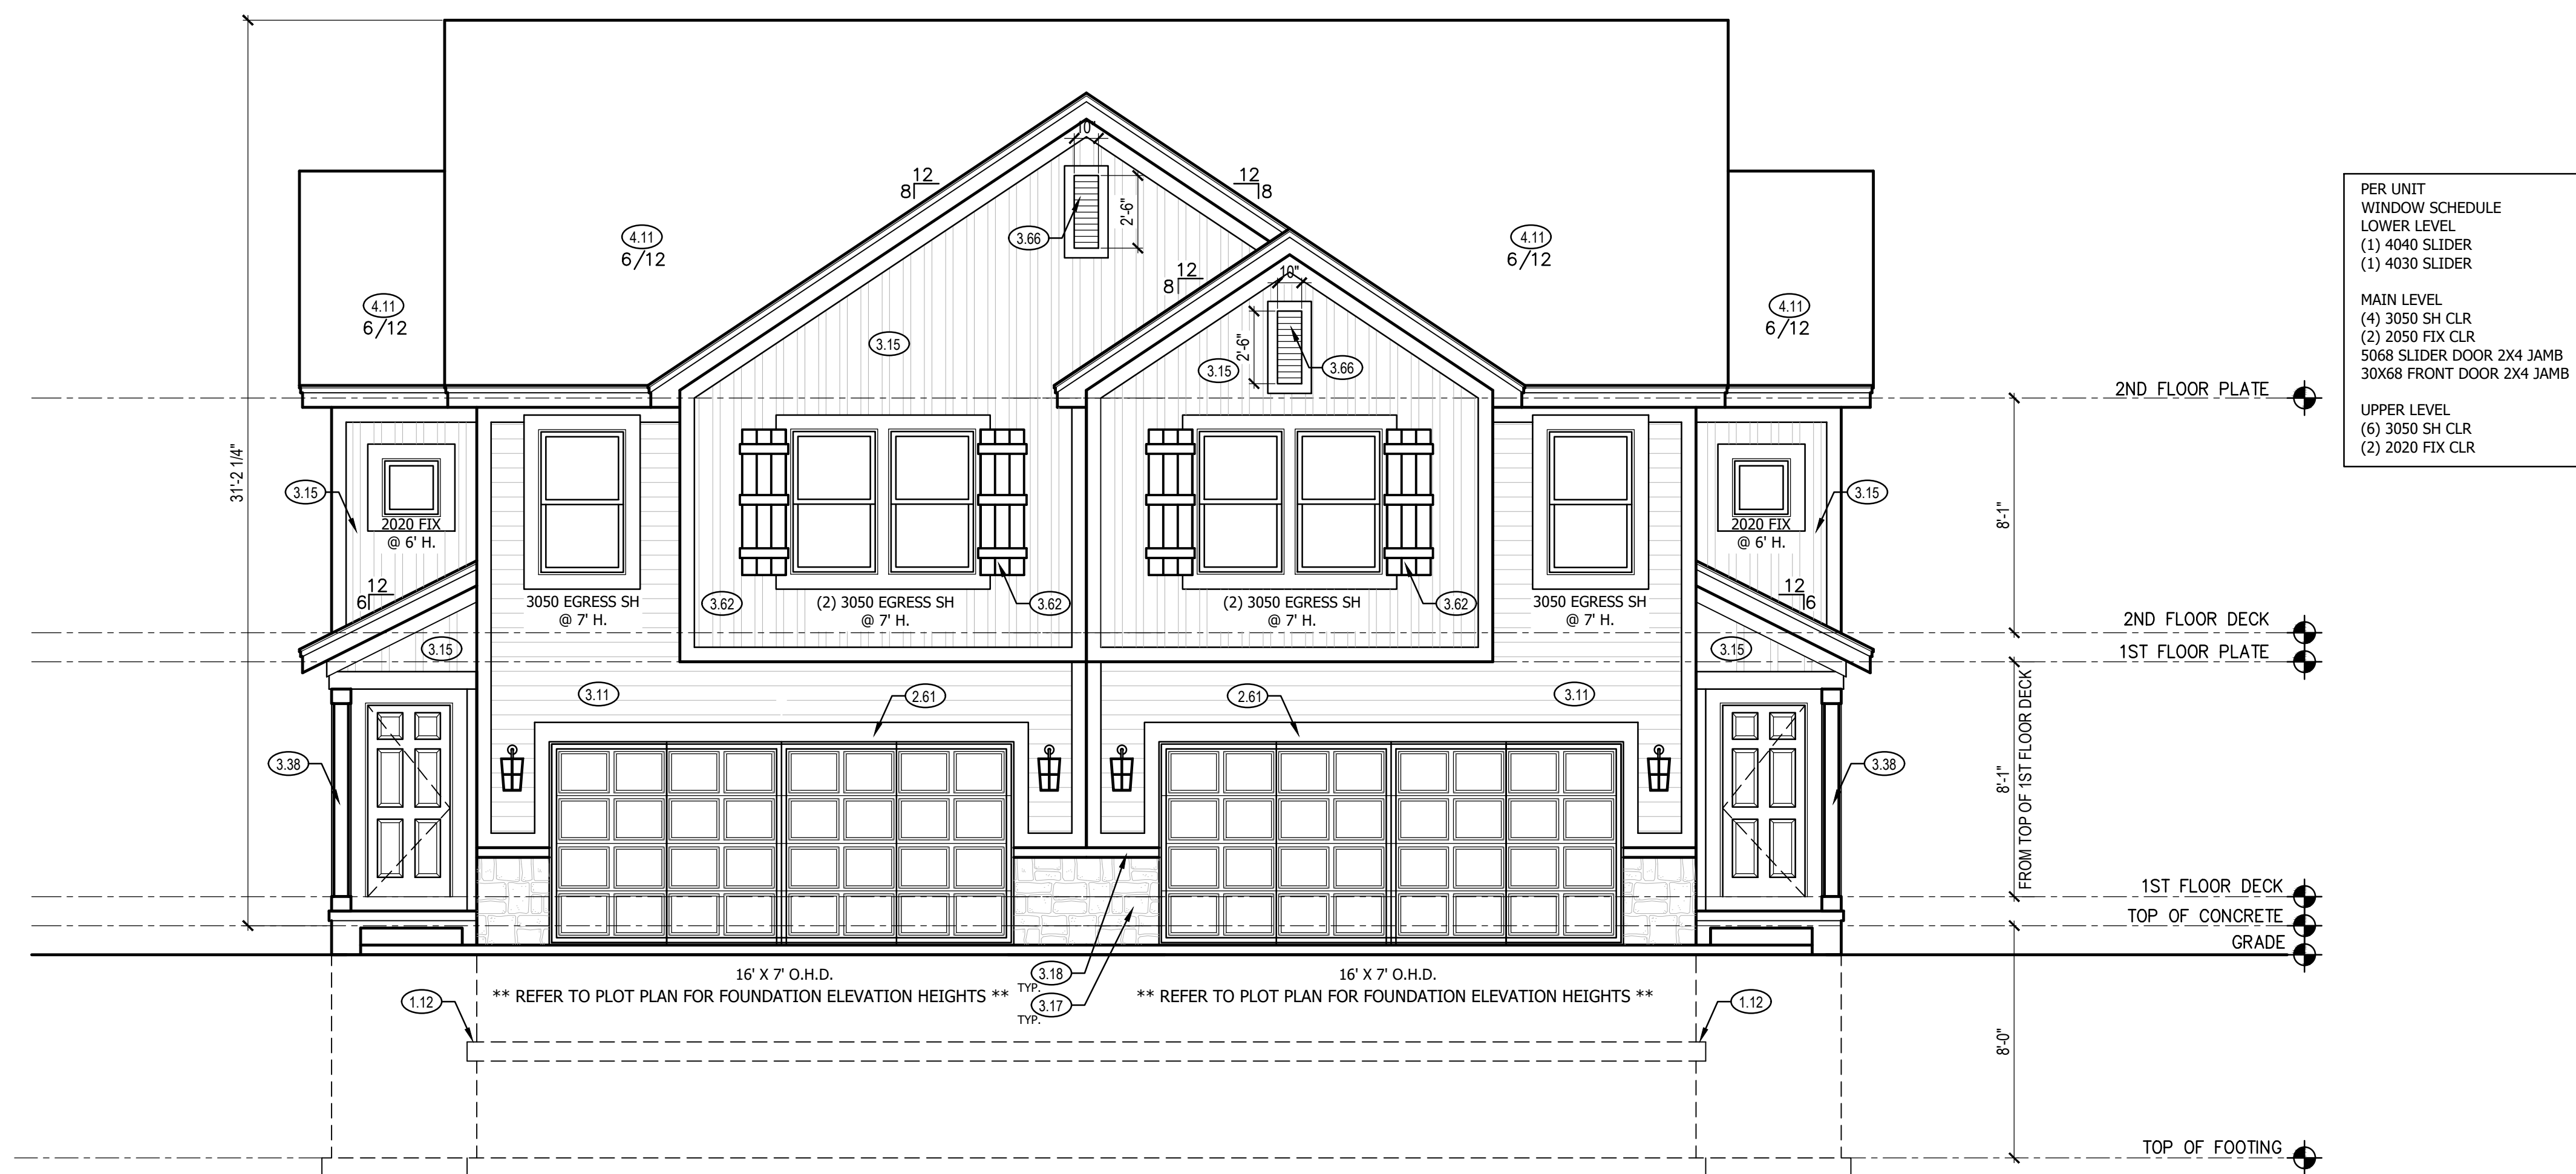 10"
12
8
12
8
3.66
2'-6"
4.11
6/12
4.11
6/12
4.11
6/12
4.11
6/12
12
8
10"
3.15
3.15
2'-6"
3.66
31'-2 1/4"
3.15
2020 FIX
@ 6' H.
12
6
3.15
3050 EGRESS SH
@ 7' H.
3.62
(2) 3050 EGRESS SH
@ 7' H.
3.62
(2) 3050 EGRESS SH
@ 7' H.
3.62
3050 EGRESS SH
@ 7' H.
2020 FIX
@ 6' H.
3.15
12
6
3.15
3.11
2.61
2.61
3.11
3.38
3.38
16' X 7' O.H.D.
** REFER TO PLOT PLAN FOR FOUNDATION ELEVATION HEIGHTS **
3.18
TYP.
3.17
TYP.
16' X 7' O.H.D.
** REFER TO PLOT PLAN FOR FOUNDATION ELEVATION HEIGHTS **
1.12
1.12
2ND FLOOR PLATE
8'-1"
2ND FLOOR DECK
1ST FLOOR PLATE
8'-1"
FROM TOP OF 1ST FLOOR DECK
1ST FLOOR DECK
TOP OF CONCRETE
GRADE
8'-0"
TOP OF FOOTING
PER UNIT
WINDOW SCHEDULE
LOWER LEVEL
(1) 4040 SLIDER
(1) 4030 SLIDER
MAIN LEVEL
(4) 3050 SH CLR
(2) 2050 FIX CLR
5068 SLIDER DOOR 2X4 JAMB
30X68 FRONT DOOR 2X4 JAMB
UPPER LEVEL
(6) 3050 SH CLR
(2) 2020 FIX CLR